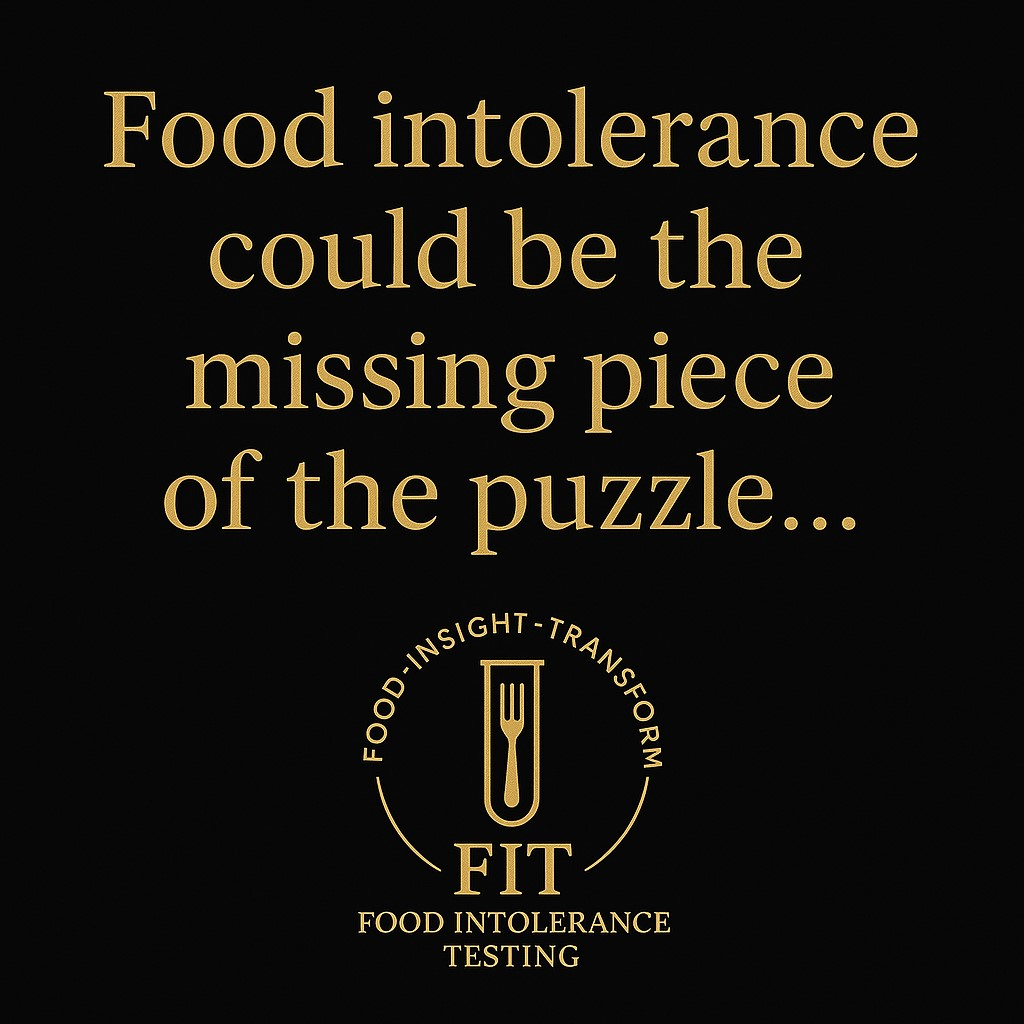 Food intolerance
could be the
missing piece
of the puzzle...
FOOD-INSIGHT-TRANSFORM
FIT
FOOD INTOLERANCE
TESTING